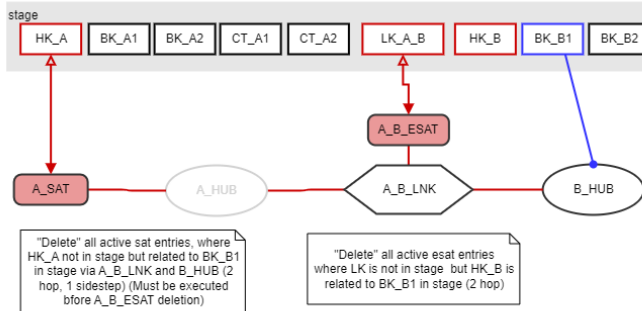 stage
HK_A
BK_A1
BK_A2
CT_A1
CT_A2
LK_A_B
HK_B
BK_B1
BK_B2
A_B_ESAT
A_SAT
A_HUB
A_B_LNK
B_HUB
"Delete" all active sat entries, where
HK_A not in stage but related to BK_B1
in stage via A_B_LNK and B_HUB (2
hop, 1 sidestep) (Must be executed
bfore A_B_ESAT deletion)
"Delete" all active esat entries
where LK is not in stage but HK_B is
related to BK_B1 in stage (2 hop)